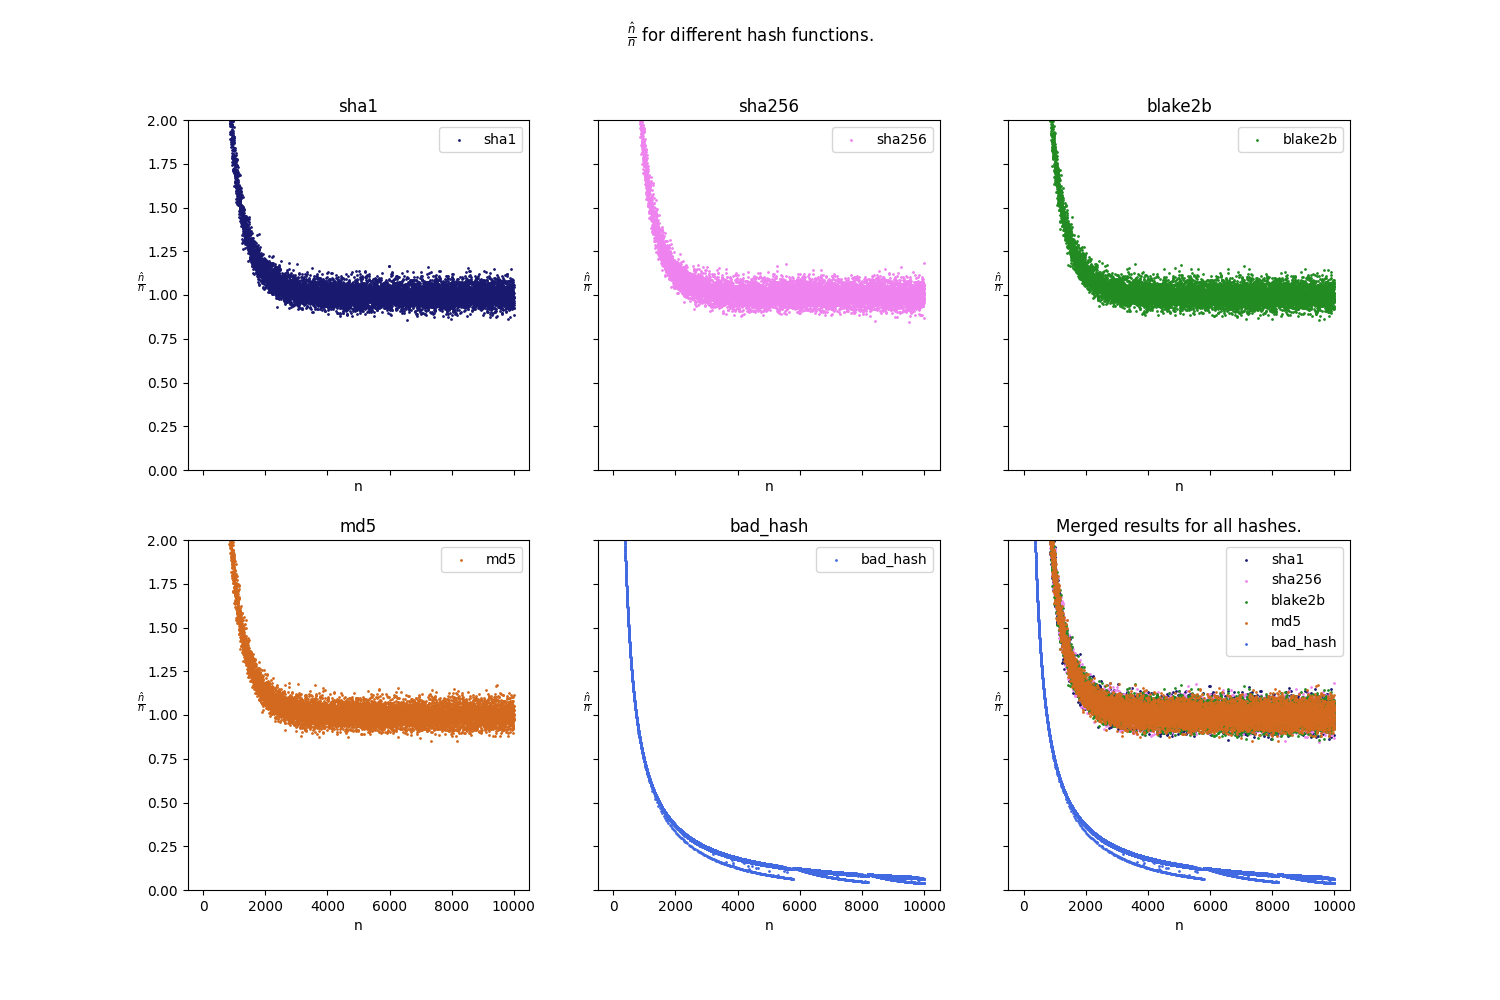 n̂/n for different hash functions.
sha1
sha256
blake2b
2.00
1.75
1.50
1.25
1.00
0.75
0.50
0.25
0.00
n̂/n
sha1
n
n̂/n
sha256
n
n̂/n
blake2b
n
md5
bad_hash
Merged results for all hashes.
2.00
1.75
1.50
1.25
1.00
0.75
0.50
0.25
0.00
n̂/n
md5
0 2000 4000 6000 8000 10000
n
n̂/n
bad_hash
0 2000 4000 6000 8000 10000
n
n̂/n
sha1
sha256
blake2b
md5
bad_hash
0 2000 4000 6000 8000 10000
n